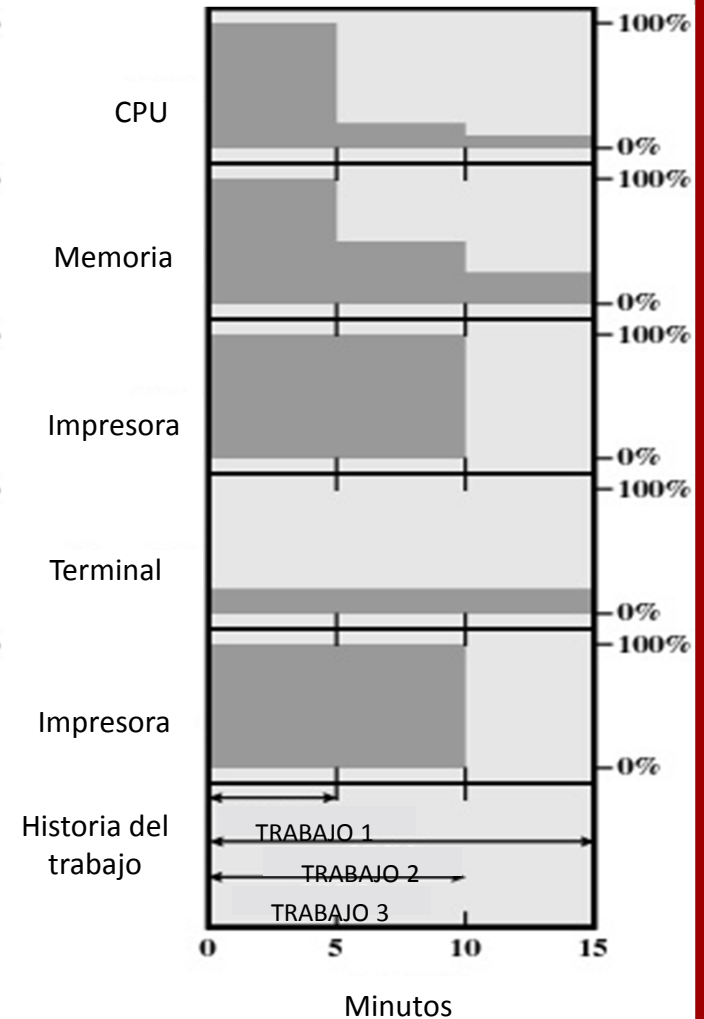 100%
CPU
0%
100%
Memoria
0%
100%
Impresora
0%
100%
Terminal
0%
100%
Impresora
0%
Historia del
trabajo
TRABAJO 1
TRABAJO 2
TRABAJO 3
0 5 10 15
Minutos